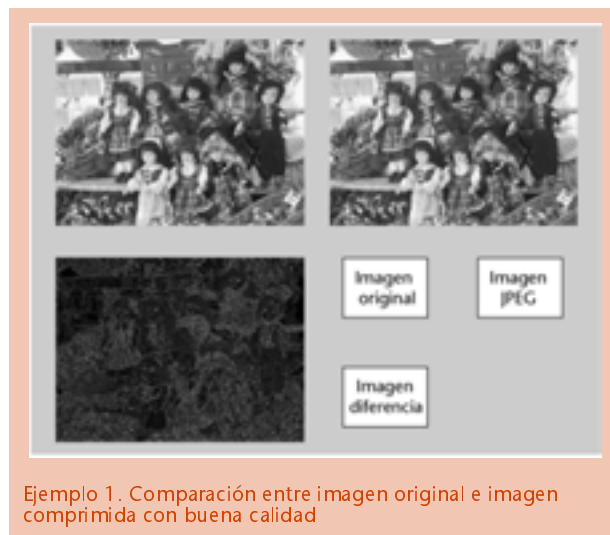 Imagen
original
Imagen
JPEG
Imagen
diferencia
Ejemplo 1. Comparación entre imagen original e imagen
comprimida con buena calidad